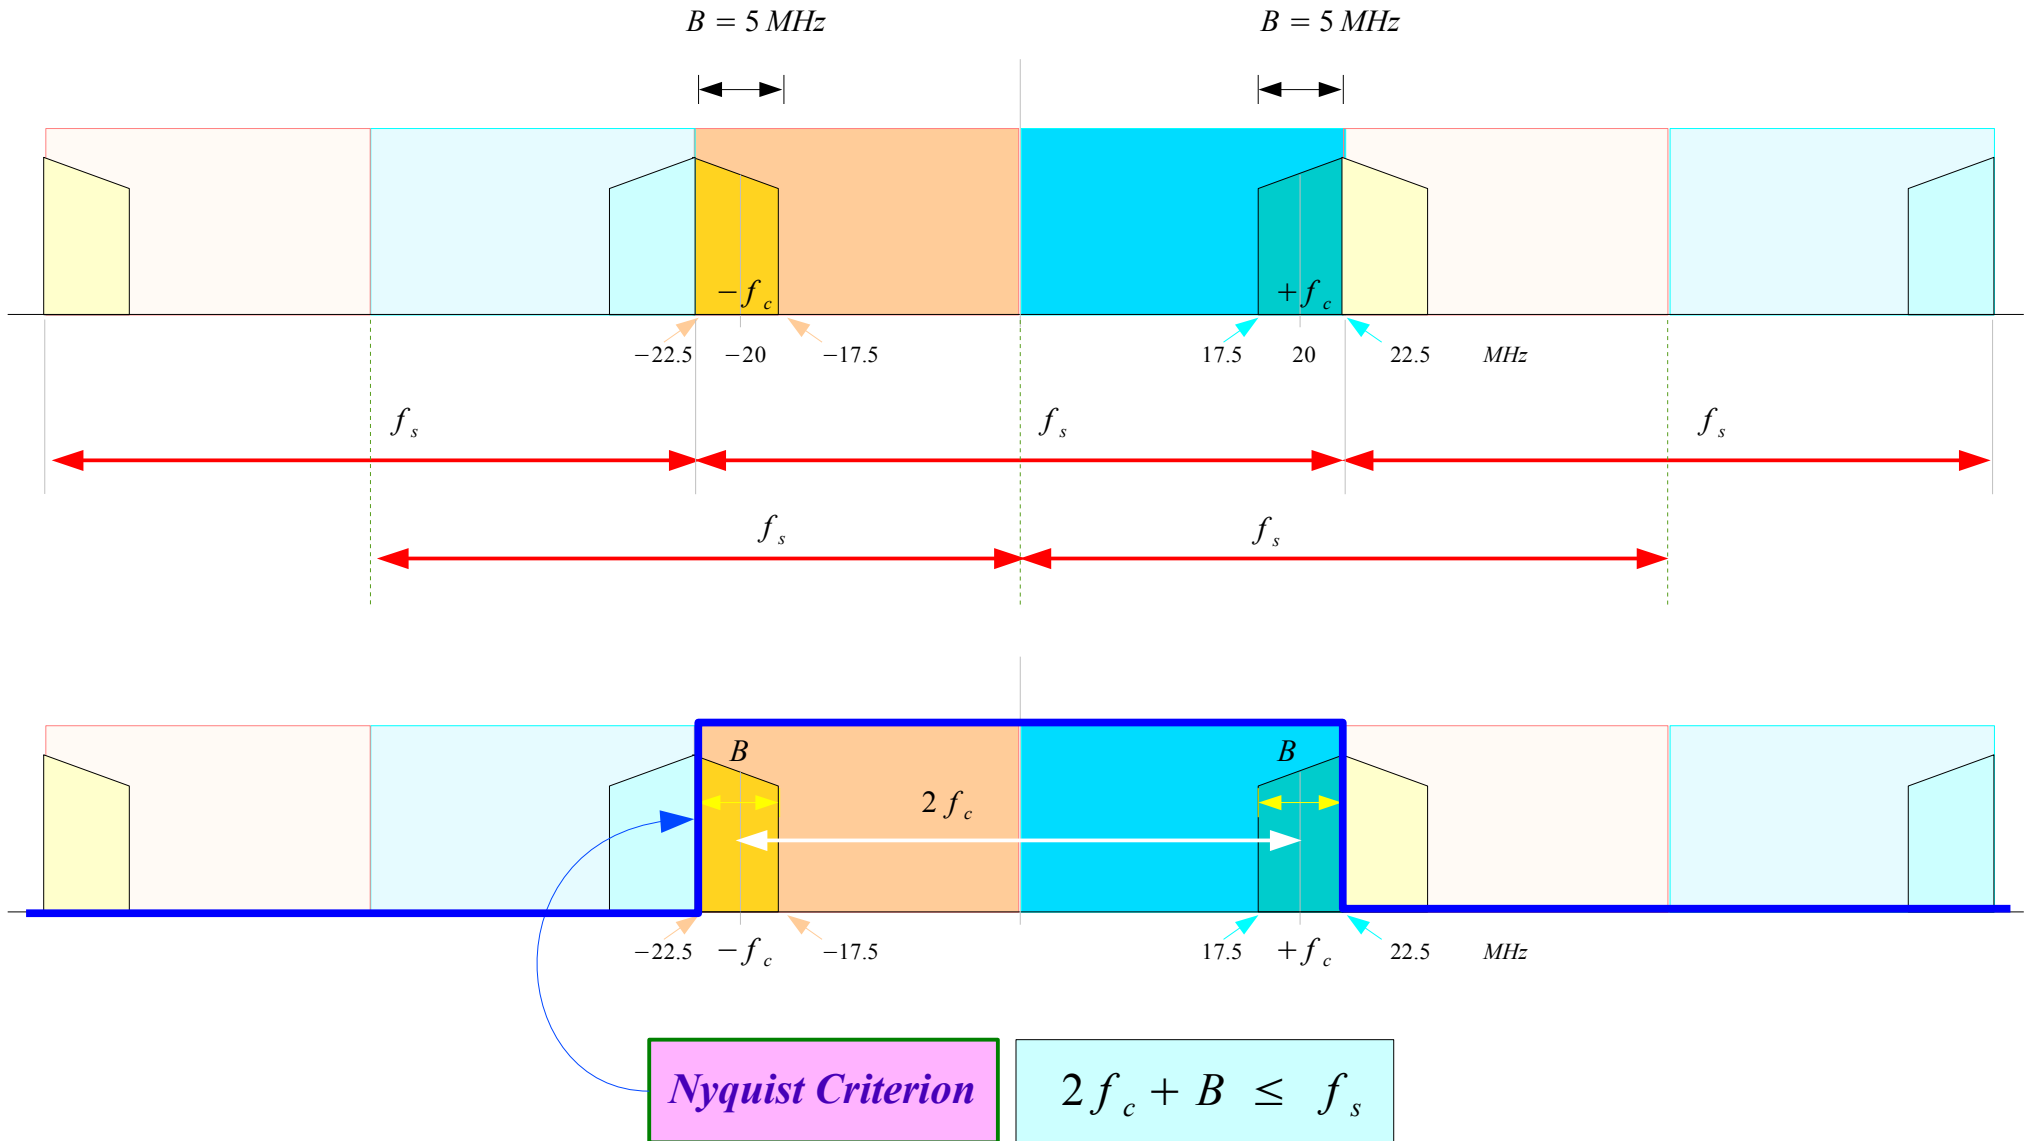 B = 5 MHz B = 5 MHz
−f c +f c
−22.5 −20 −17.5 17.5 20 22.5 MHz
f s f s f s
f s f s
B B
2 f c
−22.5 −f c −17.5 17.5 +f c 22.5 MHz
Nyquist Criterion 2 f c + B ≤ f s